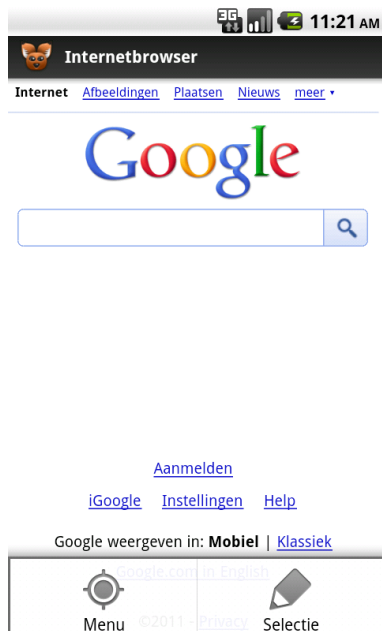 3G 11:21 AM
Internetbrowser
Internet Afbeeldingen Plaatsen Nieuws meer ▾
Google
Aanmelden
iGoogle Instellingen Help
Google weergeven in: Mobiel | Klassiek
Google.com in English
©2011 - Privacy
Menu Selectie